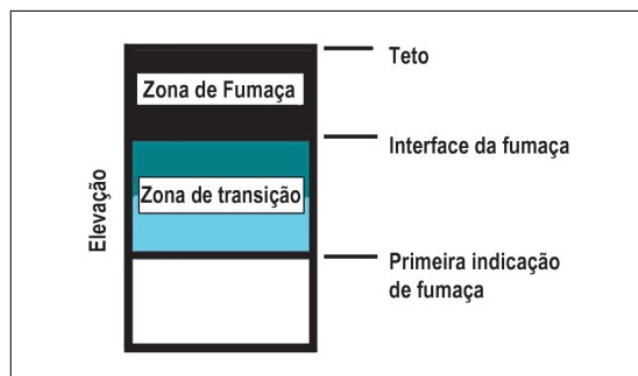 Teto
Zona de Fumaça
Interface da fumaça
Elevação
Zona de transição
Primeira indicação
de fumaça